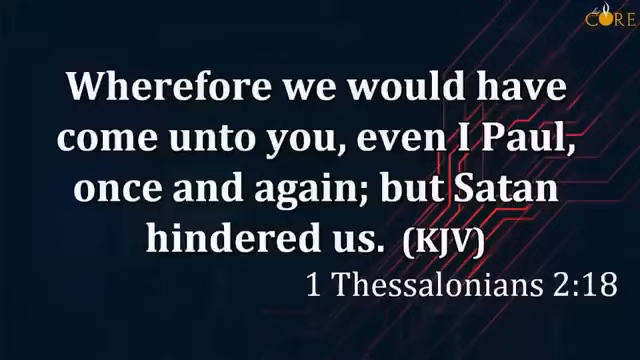 the CORE
Wherefore we would have
come unto you, even I Paul,
once and again; but Satan
hindered us. (KJV)
1 Thessalonians 2:18